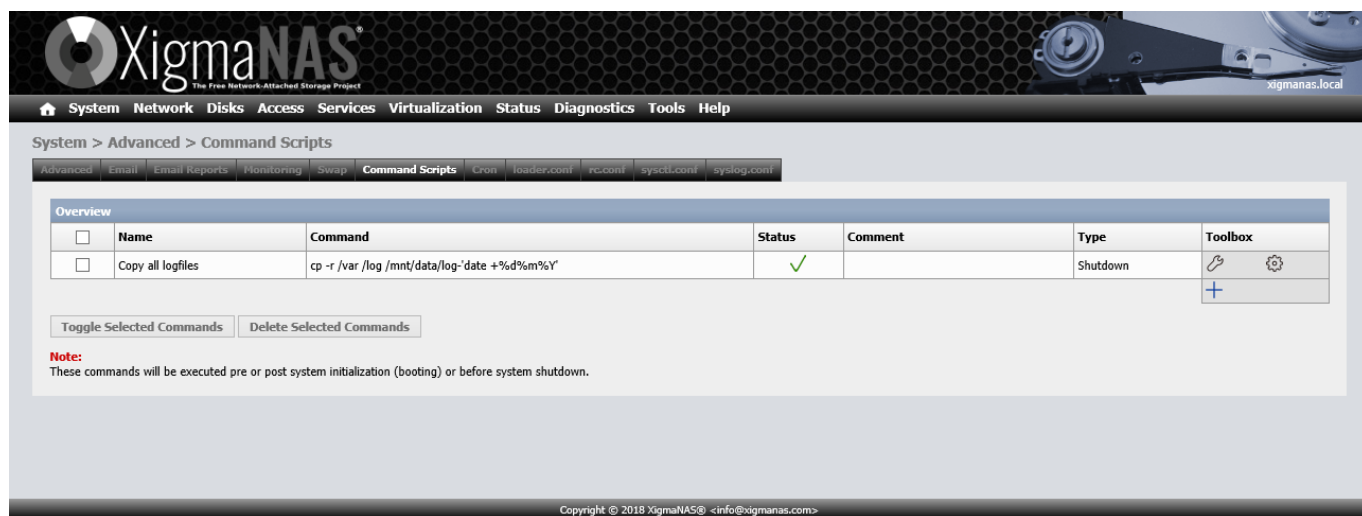 XigmaNAS®
The Free Network-Attached Storage Project
xigmanas.local
System Network Disks Access Services Virtualization Status Diagnostics Tools Help
System > Advanced > Command Scripts
Advanced Email Email Reports Monitoring Swap Command Scripts Cron loader.conf rc.conf sysctl.conf syslog.conf
Overview
Name Command Status Comment Type Toolbox
Copy all logfiles cp -r /var /log /mnt/data/log-'date +%d%m%Y' Shutdown
Toggle Selected Commands Delete Selected Commands
Note:
These commands will be executed pre or post system initialization (booting) or before system shutdown.
Copyright © 2018 XigmaNAS® <info@xigmanas.com>